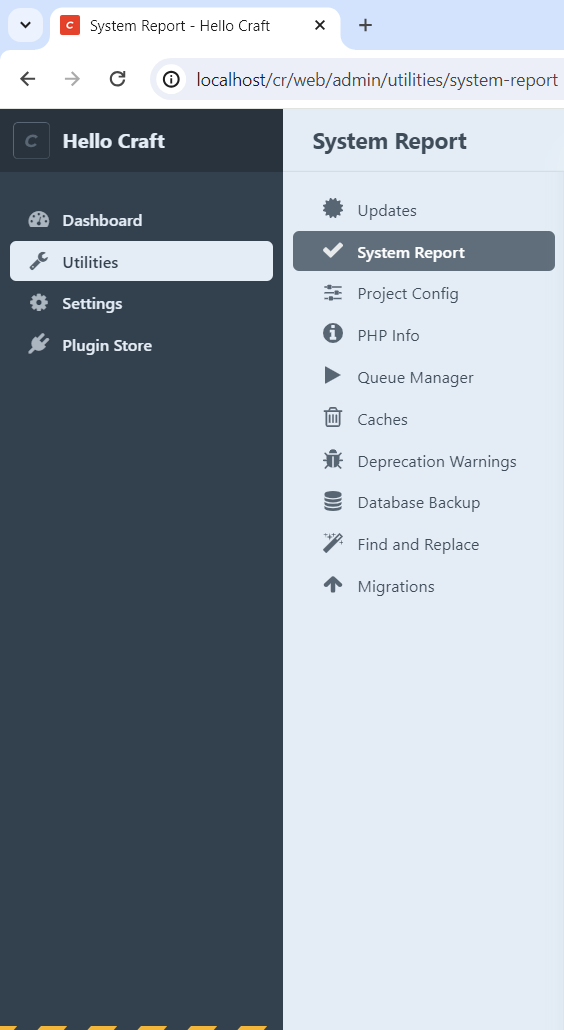 System Report - Hello Craft
localhost/cr/web/admin/utilities/system-report
C Hello Craft
System Report
Dashboard
Utilities
Settings
Plugin Store
Updates
System Report
Project Config
PHP Info
Queue Manager
Caches
Deprecation Warnings
Database Backup
Find and Replace
Migrations